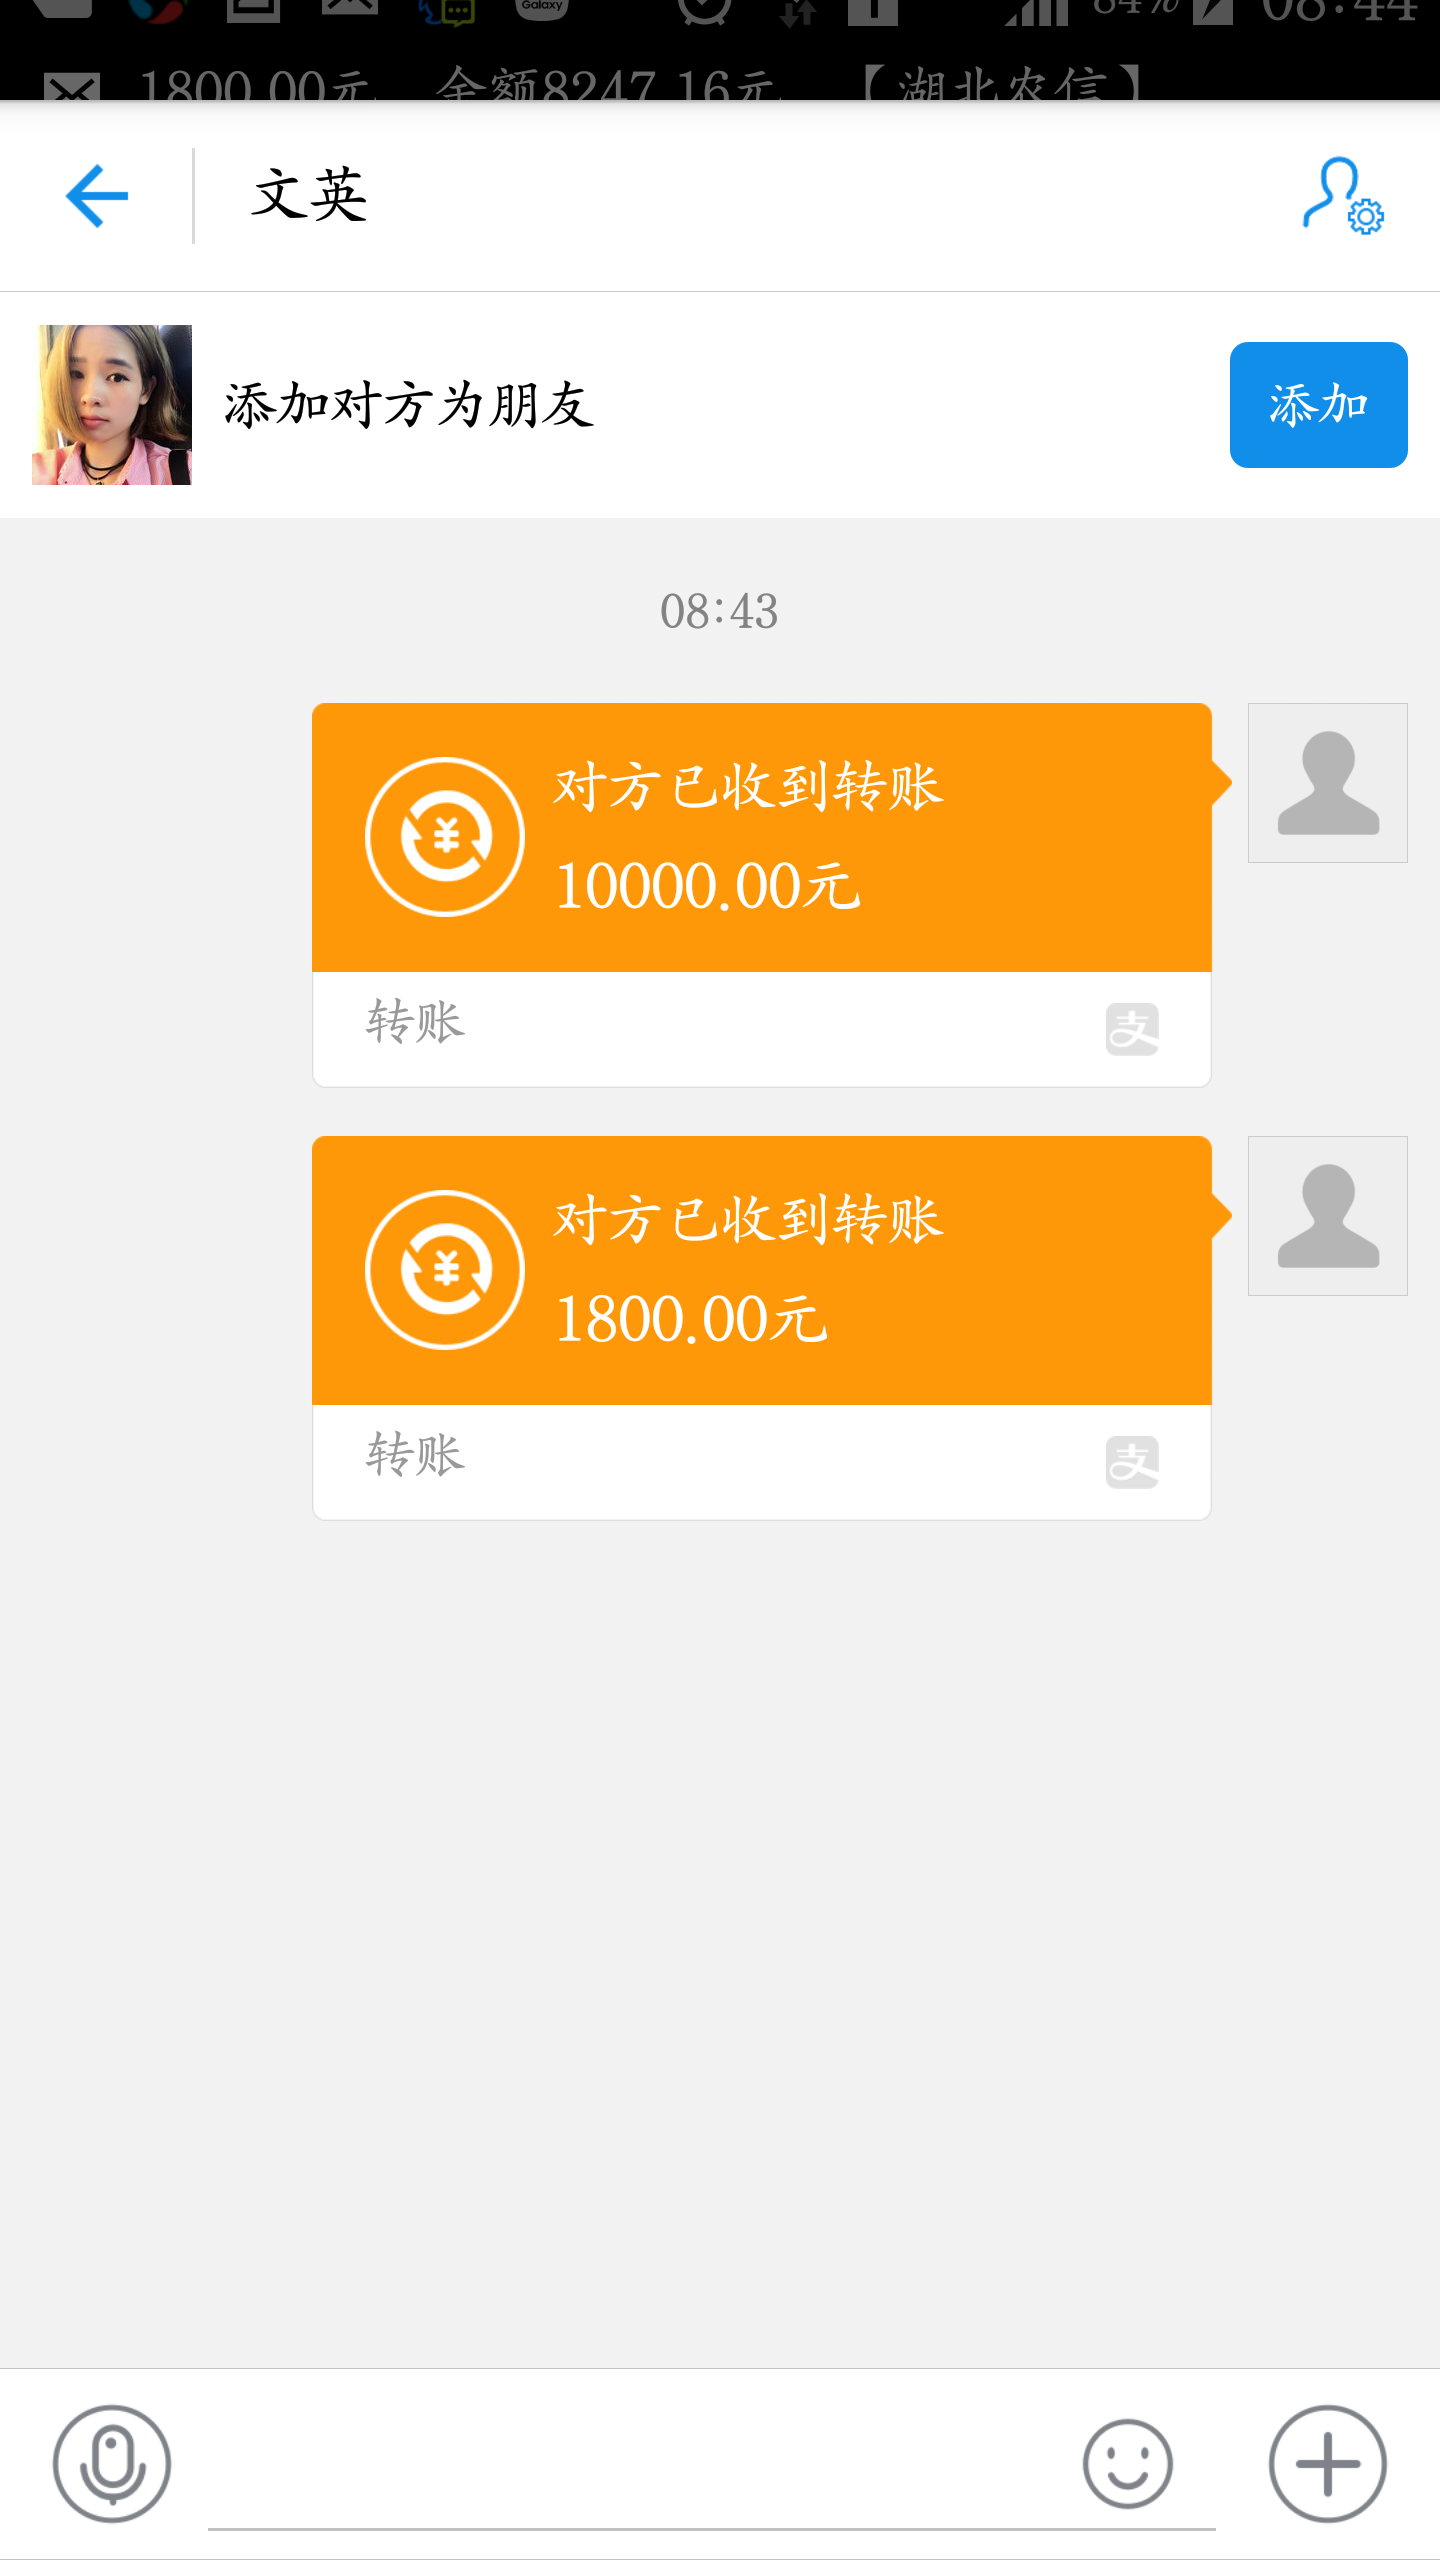 Galaxy
84%
08:44
1800.00元 余额8247.16元 【湖北农信】
文英
添加对方为朋友
添加
08:43
对方已收到转账
10000.00元
转账
支
对方已收到转账
1800.00元
转账
支